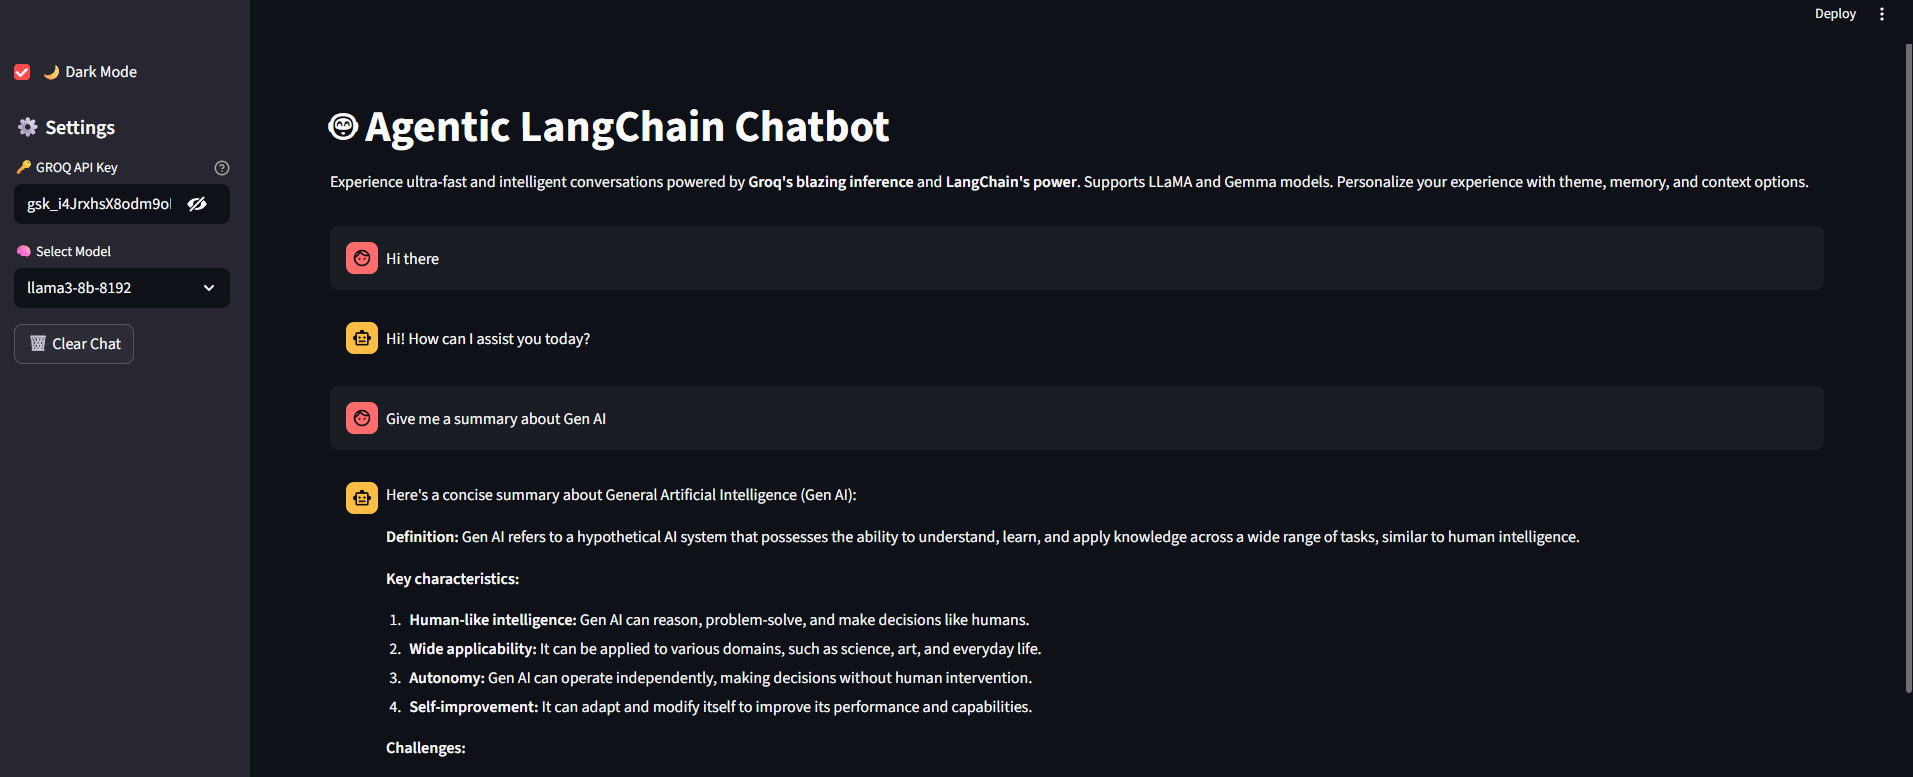 Deploy
Dark Mode
Settings
GROQ API Key
gsk_i4JrxhsX8odm9o
Select Model
llama3-8b-8192
Clear Chat
Agentic LangChain Chatbot
Experience ultra-fast and intelligent conversations powered by Groq's blazing inference and LangChain's power. Supports LLaMA and Gemma models. Personalize your experience with theme, memory, and context options.
Hi there
Hi! How can I assist you today?
Give me a summary about Gen AI
Here's a concise summary about General Artificial Intelligence (Gen AI):
Definition: Gen AI refers to a hypothetical AI system that possesses the ability to understand, learn, and apply knowledge across a wide range of tasks, similar to human intelligence.
Key characteristics:
1. Human-like intelligence: Gen AI can reason, problem-solve, and make decisions like humans.
2. Wide applicability: It can be applied to various domains, such as science, art, and everyday life.
3. Autonomy: Gen AI can operate independently, making decisions without human intervention.
4. Self-improvement: It can adapt and modify itself to improve its performance and capabilities.
Challenges: